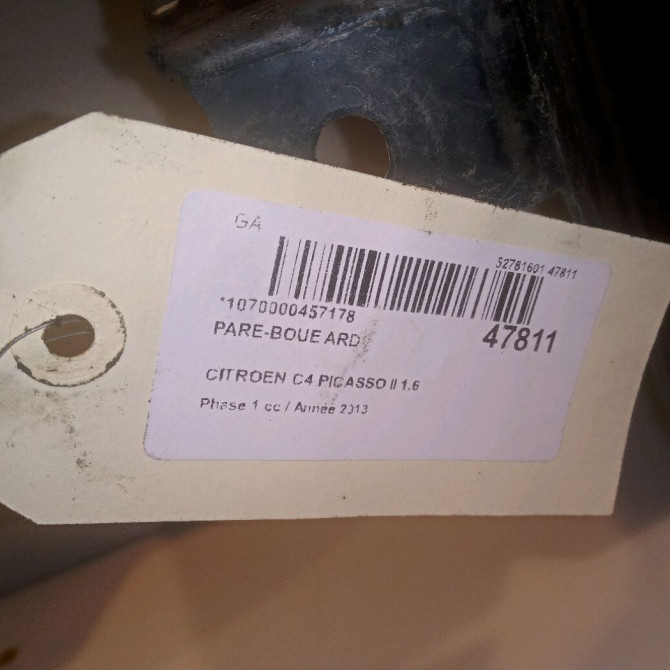 GA
52781601 47811
*1070000457178
PARE-BOUE ARD
47811
CITROEN C4 PICASSO II 1.6
Phase 1 cc / Année 2013